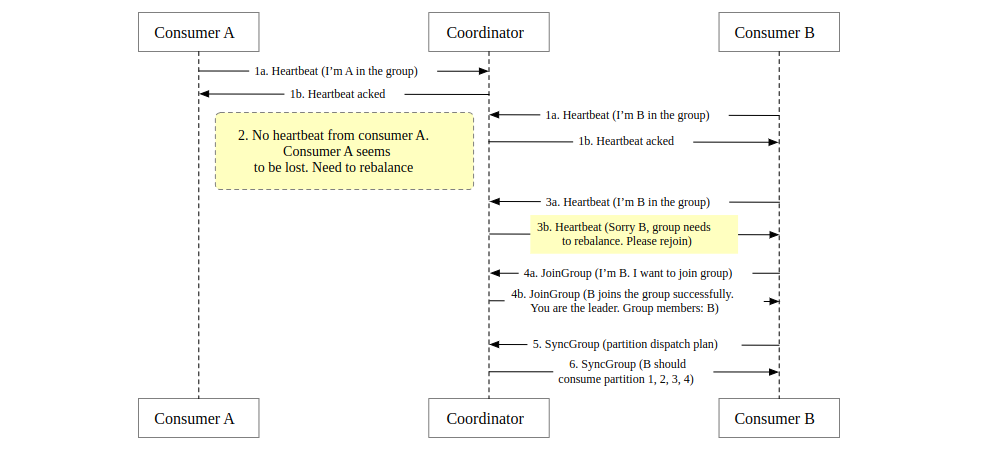 Consumer A
Coordinator
Consumer B
1a. Heartbeat (I’m A in the group)
1b. Heartbeat acked
1a. Heartbeat (I’m B in the group)
2. No heartbeat from consumer A.
Consumer A seems
to be lost. Need to rebalance
1b. Heartbeat acked
3a. Heartbeat (I’m B in the group)
3b. Heartbeat (Sorry B, group needs
to rebalance. Please rejoin)
4a. JoinGroup (I’m B. I want to join group)
4b. JoinGroup (B joins the group successfully.
You are the leader. Group members: B)
5. SyncGroup (partition dispatch plan)
6. SyncGroup (B should
consume partition 1, 2, 3, 4)
Consumer A
Coordinator
Consumer B